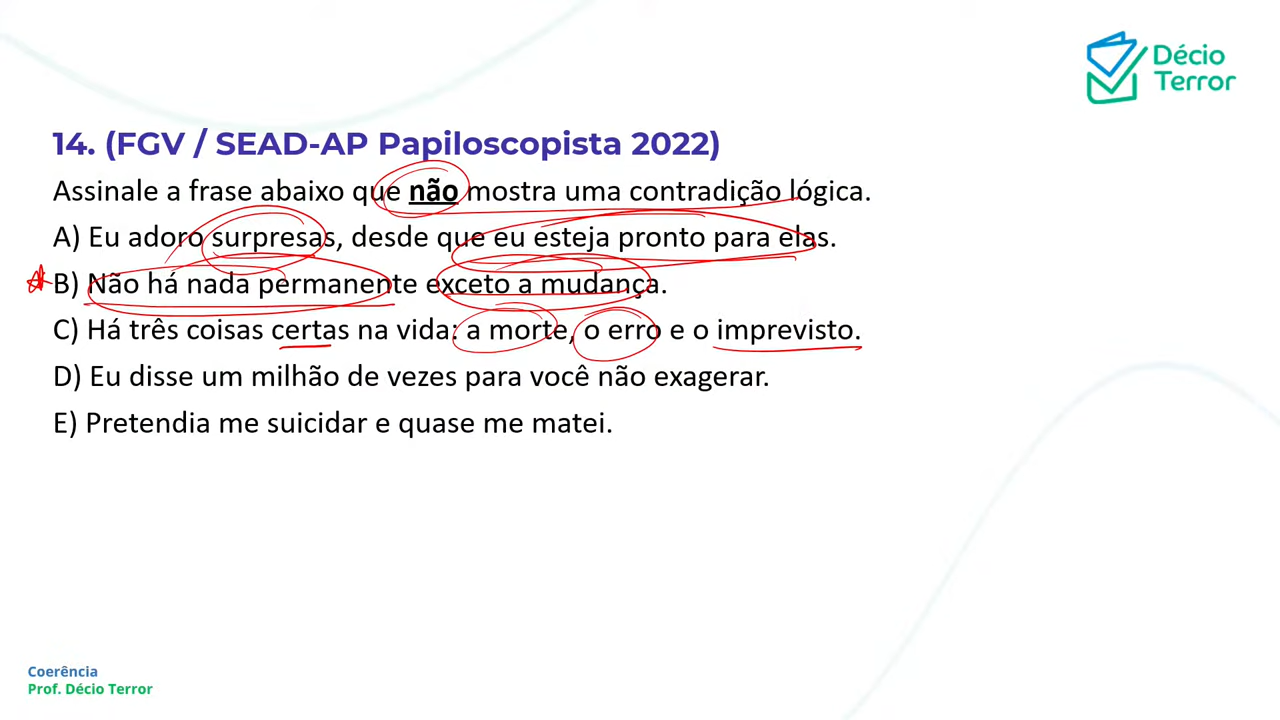 Décio
Terror
14. (FGV / SEAD-AP Papiloscopista 2022)
Assinale a frase abaixo que não mostra uma contradição lógica.
A) Eu adoro surpresas, desde que eu esteja pronto para elas.
B) Não há nada permanente exceto a mudança.
C) Há três coisas certas na vida: a morte, o erro e o imprevisto.
D) Eu disse um milhão de vezes para você não exagerar.
E) Pretendia me suicidar e quase me matei.
Coerência
Prof. Décio Terror